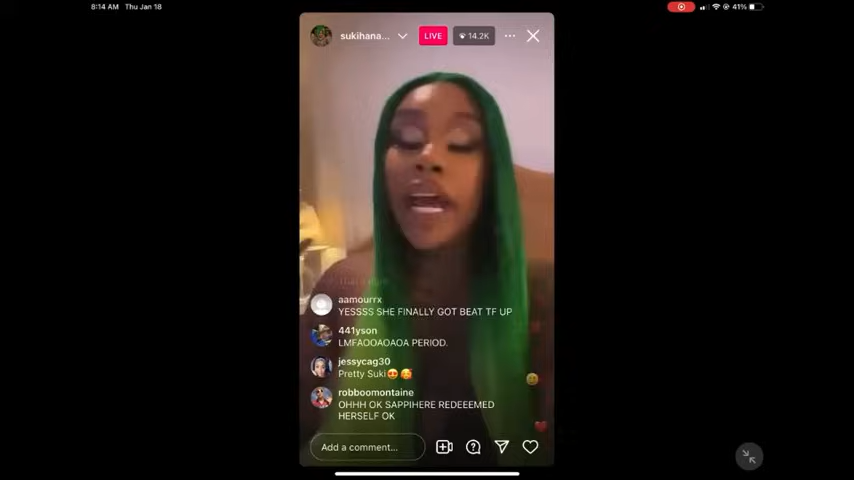 8:14 AM Thu Jan 18
41%
sukihana...
LIVE
14.2K
aamourrx
YESSSS SHE FINALLY GOT BEAT TF UP
441yson
LMFAOOAOAOA PERIOD.
jessycag30
Pretty Suki😍🥰
robboomontaine
OHHH OK SAPPIHERE REDEEEMED
HERSELF OK
Add a comment...